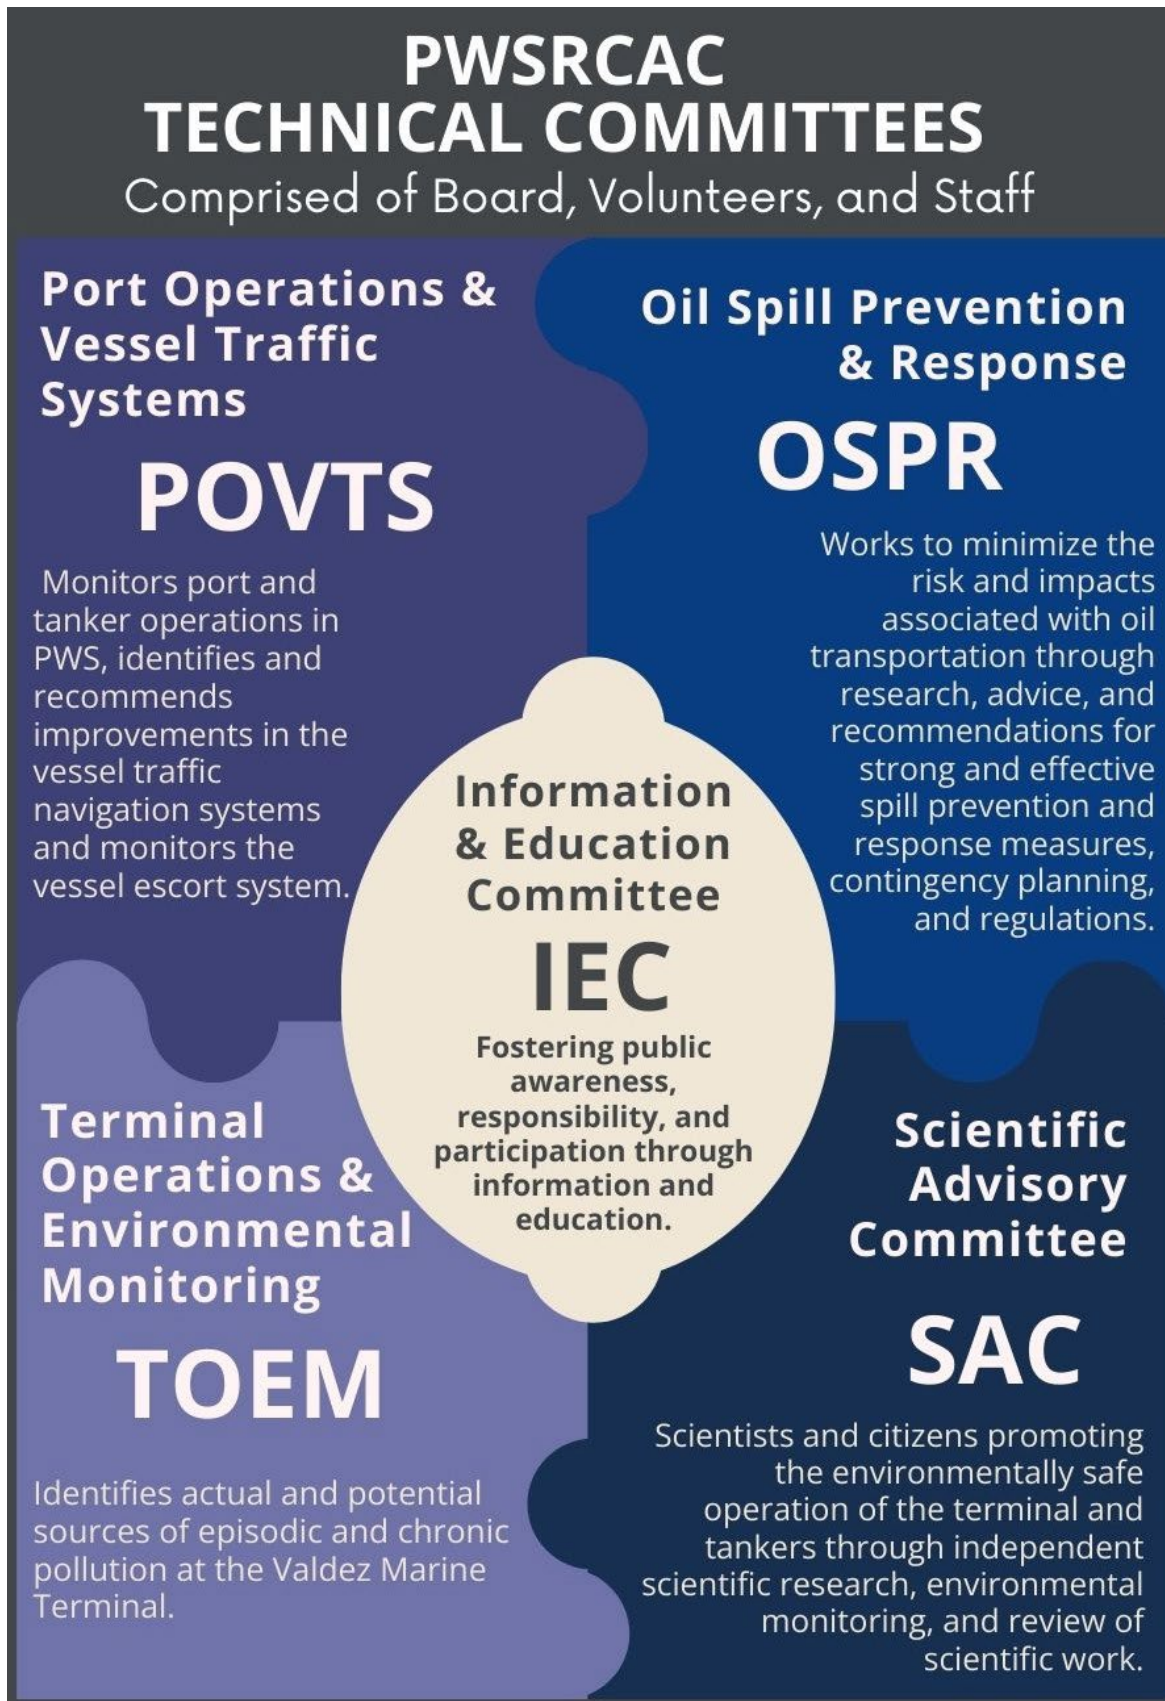 PWSRCAC
TECHNICAL COMMITTEES
Comprised of Board, Volunteers, and Staff
Port Operations &
Vessel Traffic
Systems
POVTS
Monitors port and
tanker operations in
PWS, identifies and
recommends
improvements in the
vessel traffic
navigation systems
and monitors the
vessel escort system.
Oil Spill Prevention
& Response
OSPR
Works to minimize the
risk and impacts
associated with oil
transportation through
research, advice, and
recommendations for
strong and effective
spill prevention and
response measures,
contingency planning,
and regulations.
Information
& Education
Committee
IEC
Fostering public
awareness,
responsibility, and
participation through
information and
education.
Terminal
Operations &
Environmental
Monitoring
TOEM
Identifies actual and potential
sources of episodic and chronic
pollution at the Valdez Marine
Terminal.
Scientific
Advisory
Committee
SAC
Scientists and citizens promoting
the environmentally safe
operation of the terminal and
tankers through independent
scientific research, environmental
monitoring, and review of
scientific work.